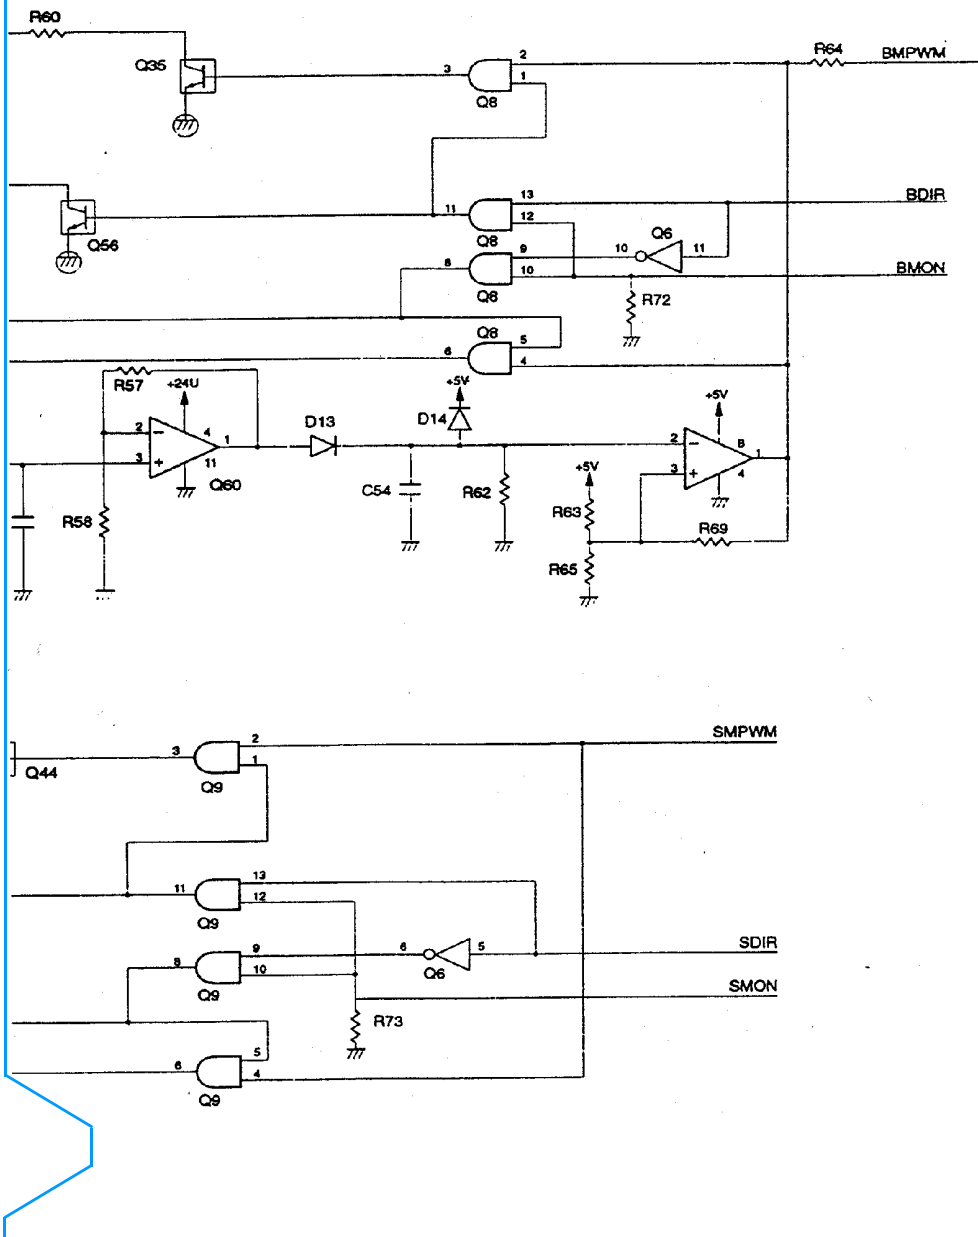 R60
Q35
3
2
1
Q8
R64
BMPWM
Q56
11
13
12
Q8
BDIR
Q6
10
11
9
8
10
Q8
BMON
R72
Q8
6
5
4
R57
+24U
2
3
4
11
1
Q60
R58
D13
+5V
D14
C54
R62
+5V
R63
R65
+5V
2
3
8
4
1
R69
SMPWM
Q44
3
2
1
Q9
11
13
12
Q9
SDIR
8
9
10
Q9
6
5
Q6
SMON
R73
6
5
4
Q9